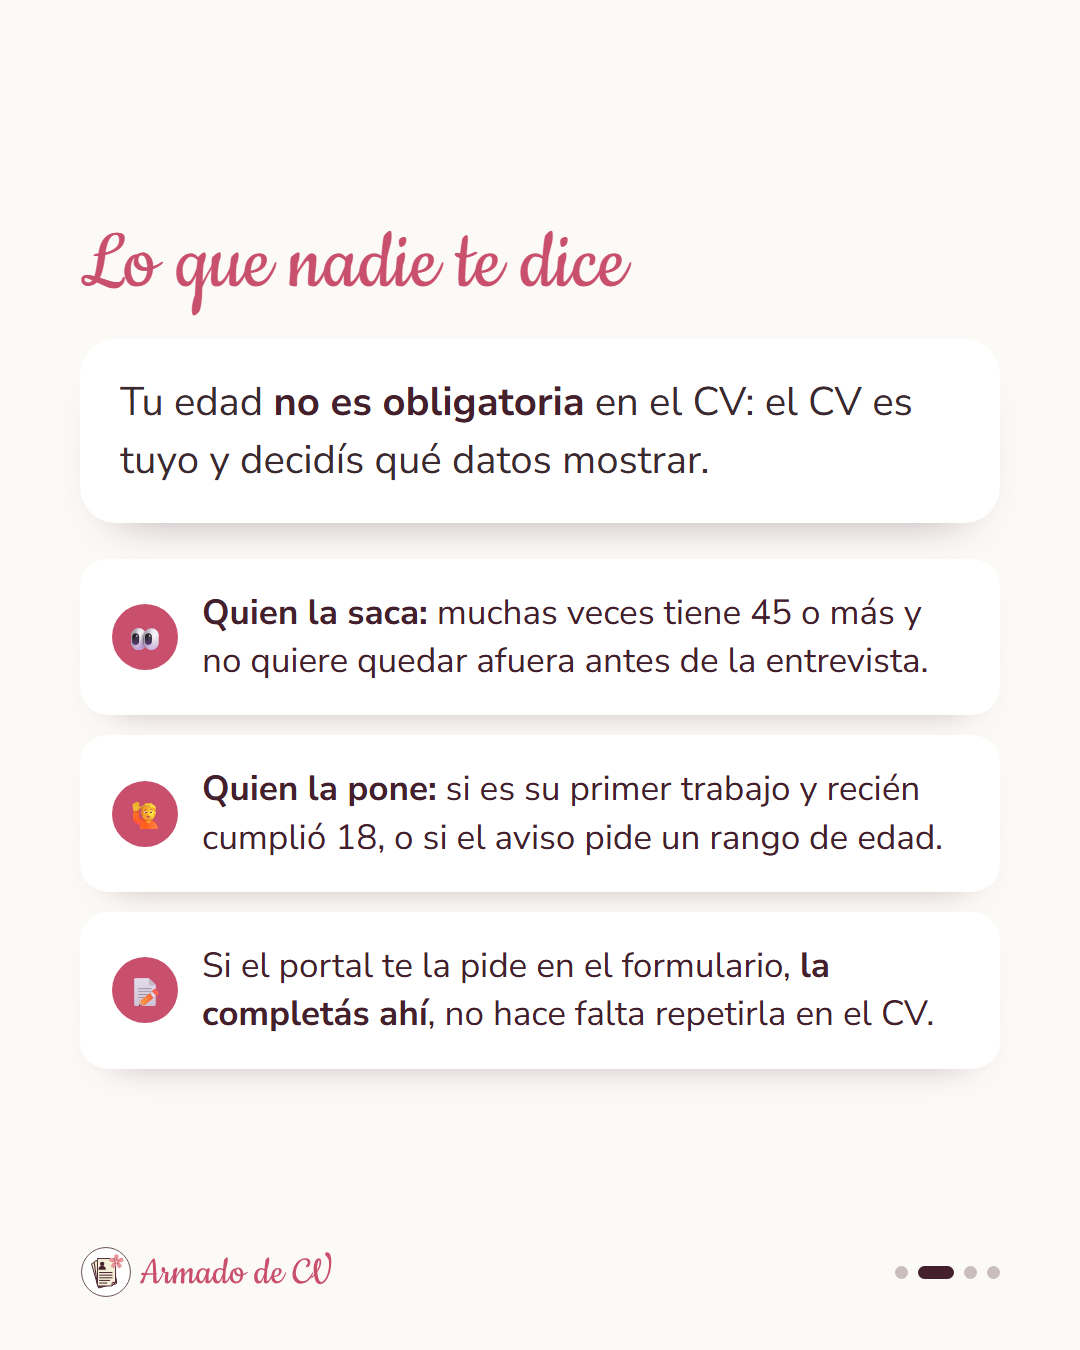 Lo que nadie te dice
Tu edad no es obligatoria en el CV: el CV es
tuyo y decidís qué datos mostrar.
Quien la saca: muchas veces tiene 45 o más y
no quiere quedar afuera antes de la entrevista.
Quien la pone: si es su primer trabajo y recién
cumplió 18, o si el aviso pide un rango de edad.
Si el portal te la pide en el formulario, la
completás ahí, no hace falta repetirla en el CV.
Armado de CV